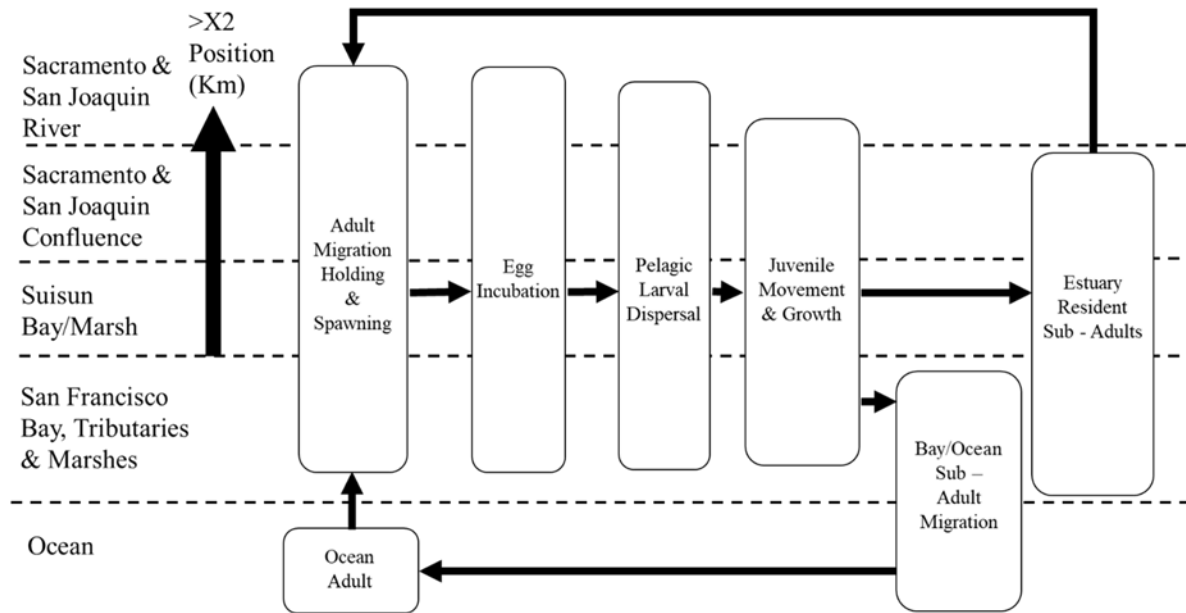 >X2
Position
(Km)
Sacramento &
San Joaquin
River
Sacramento &
San Joaquin
Confluence
Suisun
Bay/Marsh
San Francisco
Bay, Tributaries
& Marshes
Ocean
Adult
Migration
Holding
&
Spawning
Egg
Incubation
Pelagic
Larval
Dispersal
Juvenile
Movement
& Growth
Estuary
Resident
Sub - Adults
Bay/Ocean
Sub –
Adult
Migration
Ocean
Adult